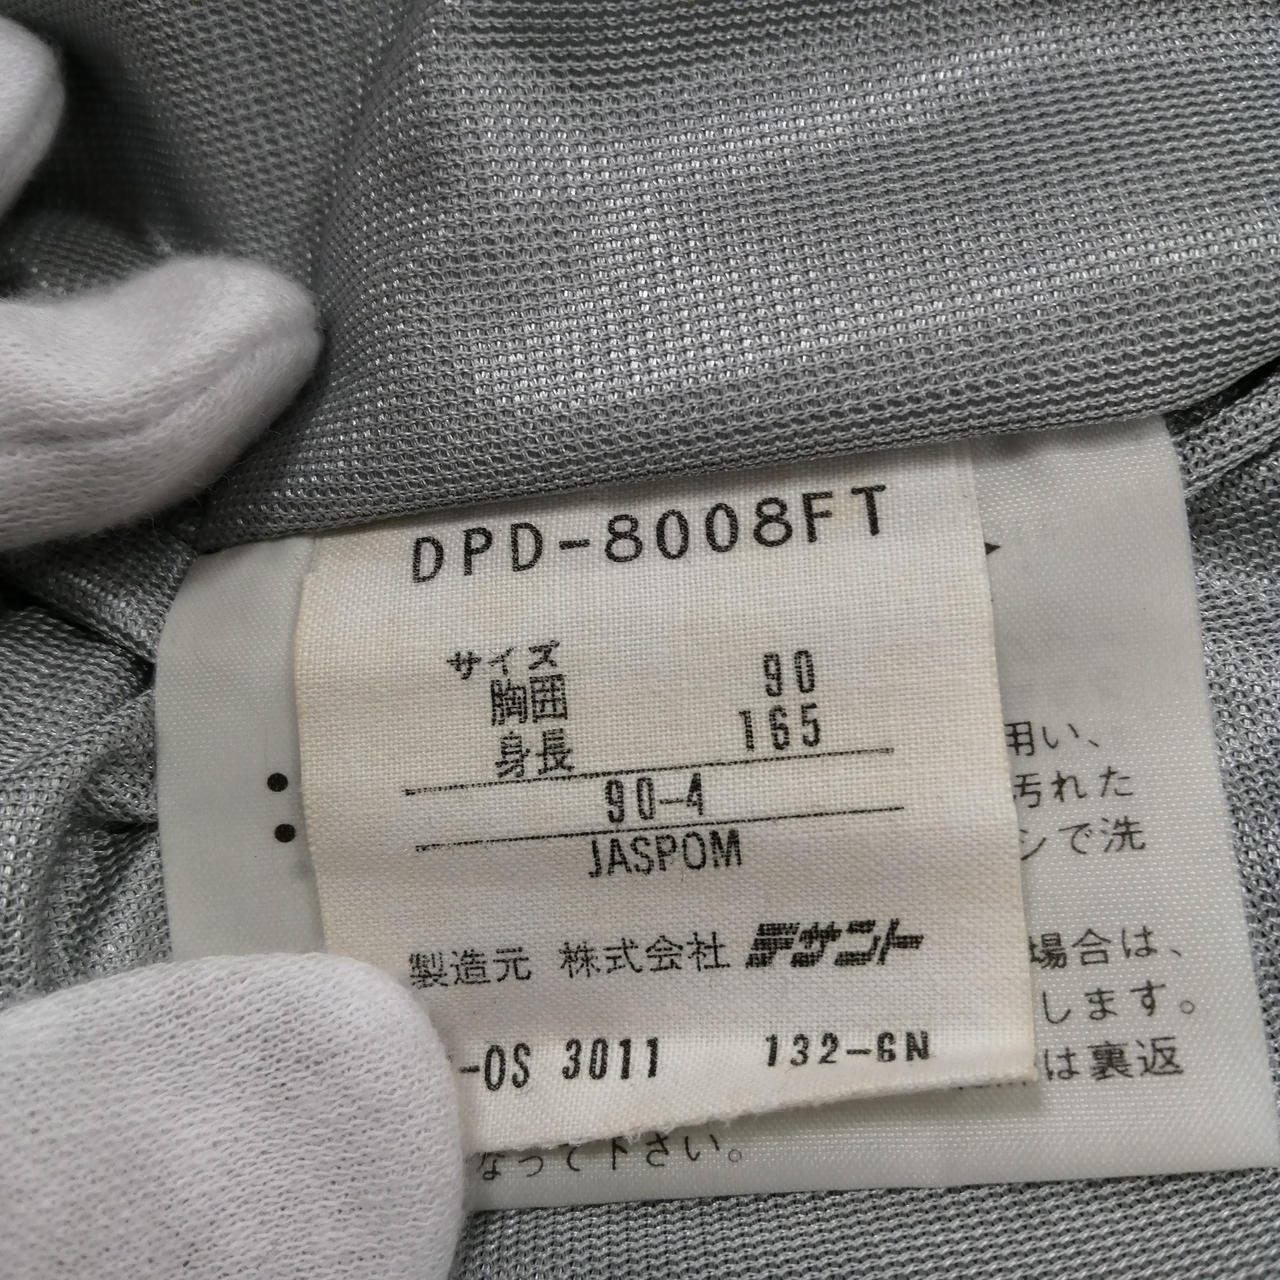 DPD-8008FT
サイズ
胸囲 90
身長 165
90-4
JASPOM
製造元 株式会社デサント
-OS 3011 132-6N
用い、
汚れた
ンで洗
場合は、
します。
は裏返
なって下さい。